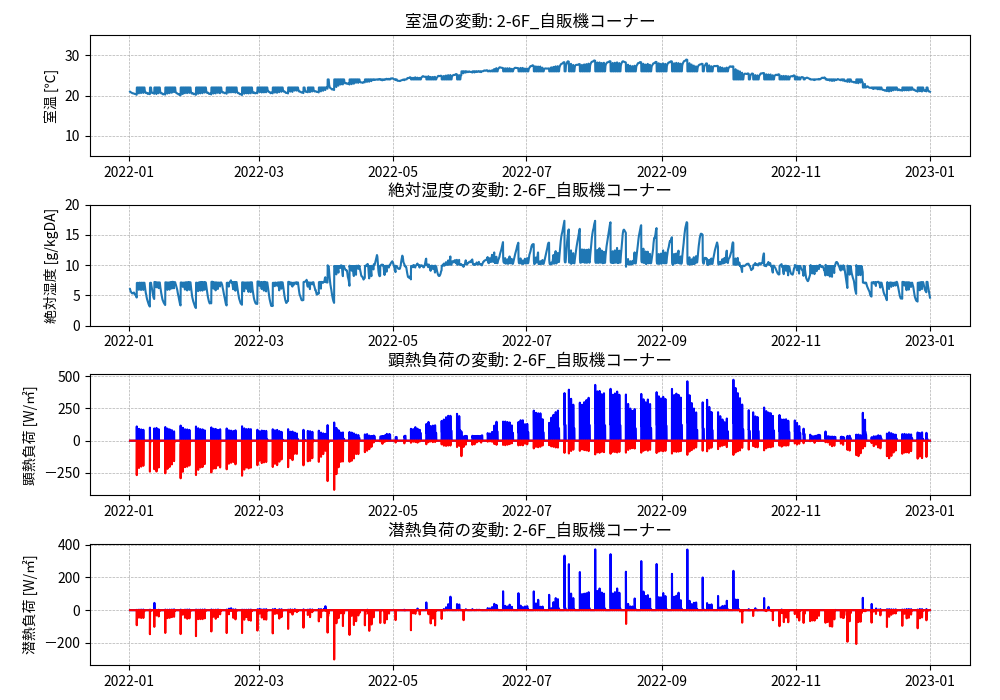 室温の変動: 2-6F_自販機コーナー
室温 [℃]
30
20
10
2022-01 2022-03 2022-05 2022-07 2022-09 2022-11 2023-01
絶対湿度の変動: 2-6F_自販機コーナー
絶対湿度 [g/kgDA]
20
15
10
5
0
2022-01 2022-03 2022-05 2022-07 2022-09 2022-11 2023-01
顕熱負荷の変動: 2-6F_自販機コーナー
顕熱負荷 [W/㎡]
500
250
0
−250
2022-01 2022-03 2022-05 2022-07 2022-09 2022-11 2023-01
潜熱負荷の変動: 2-6F_自販機コーナー
潜熱負荷 [W/㎡]
400
200
0
−200
2022-01 2022-03 2022-05 2022-07 2022-09 2022-11 2023-01